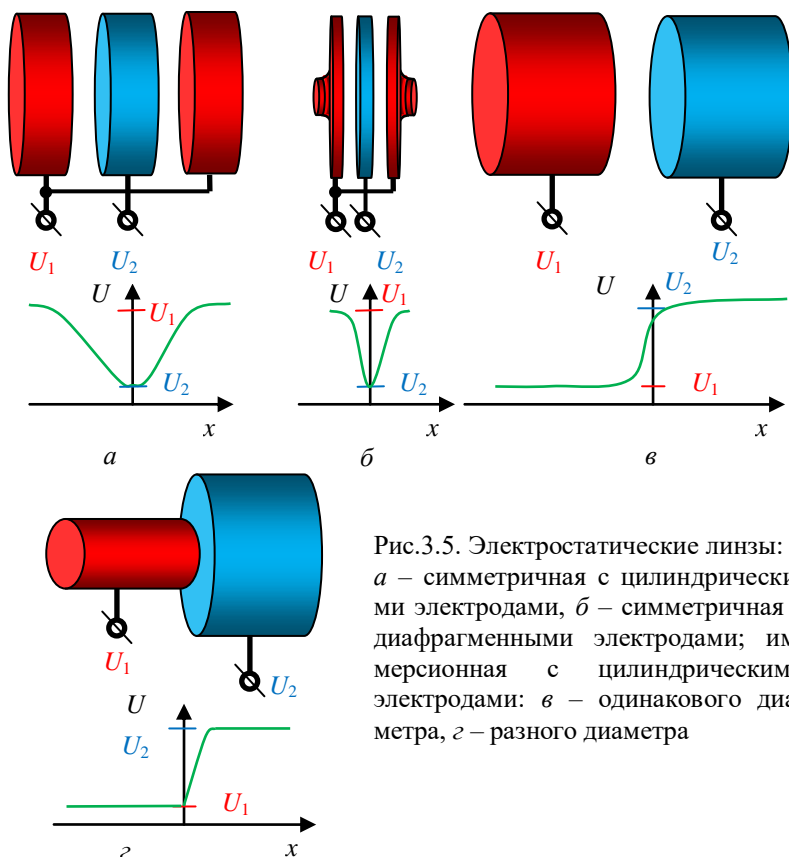 U₁ U₂
U₁ U₂
U₁
U₂
U U₁
U₂
x
а
U U₁
U₂
x
б
U U₂
U₁
x
в
U₁
U₂
U
U₂
U₁
г x
Рис.3.5. Электростатические линзы:
а – симметричная с цилиндрически
ми электродами, б – симметричная
диафрагменными электродами; им
мерсионная с цилиндрическим
электродами: в – одинакового диа
метра, г – разного диаметра